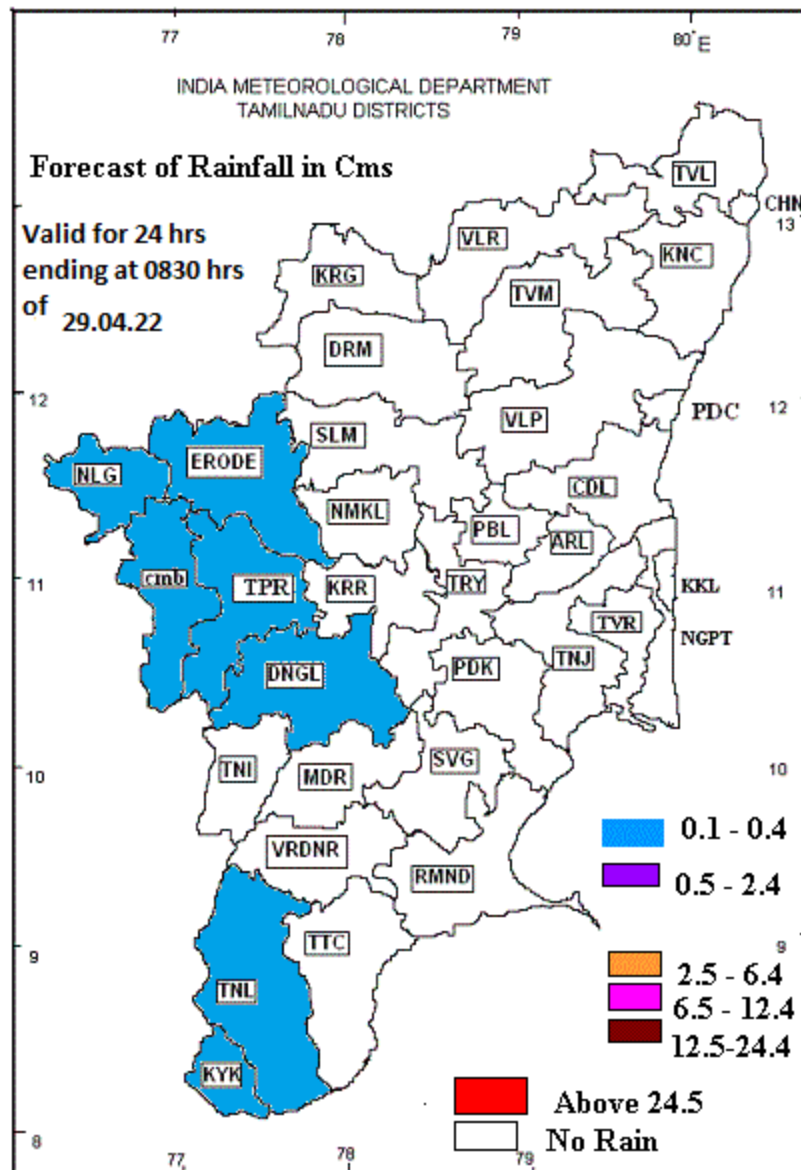 77 78 79 80°E
INDIA METEOROLOGICAL DEPARTMENT
TAMILNADU DISTRICTS
Forecast of Rainfall in Cms
TVL
CHN
13
Valid for 24 hrs
ending at 0830 hrs
of
29.04.22
VLR
KNC
KRG
TVM
DRM
12
12
PDC
VLP
SLM
ERODE
NLG
CDL
NMKL
PBL
ARL
11
cmb
TPR
KRR
TRY
KKL
11
TVR
NGPT
DNGL
PDK
TNJ
10
TNI
MDR
SVG
10
0.1 - 0.4
VRDNR
RMND
0.5 - 2.4
9
TTC
9
2.5 - 6.4
TNL
6.5 - 12.4
12.5-24.4
KYK
Above 24.5
8
No Rain
77 78 79